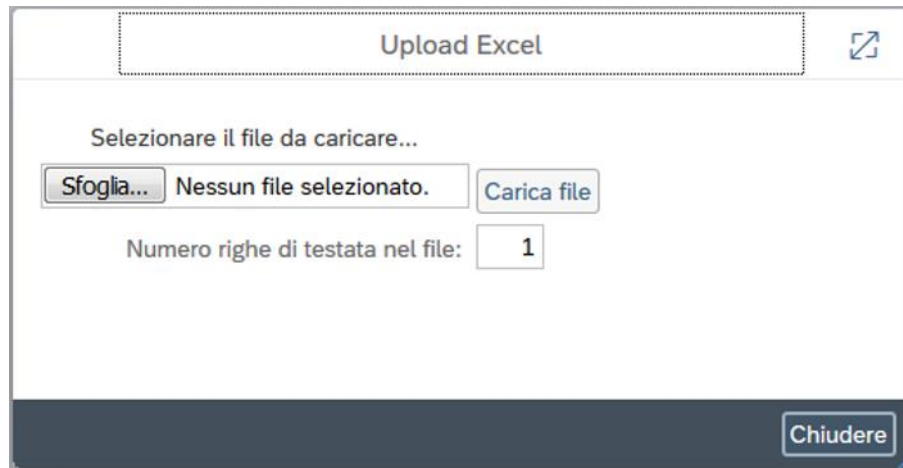 Upload Excel
Selezionare il file da caricare...
Sfoglia... Nessun file selezionato. Carica file
Numero righe di testata nel file: 1
Chiudere